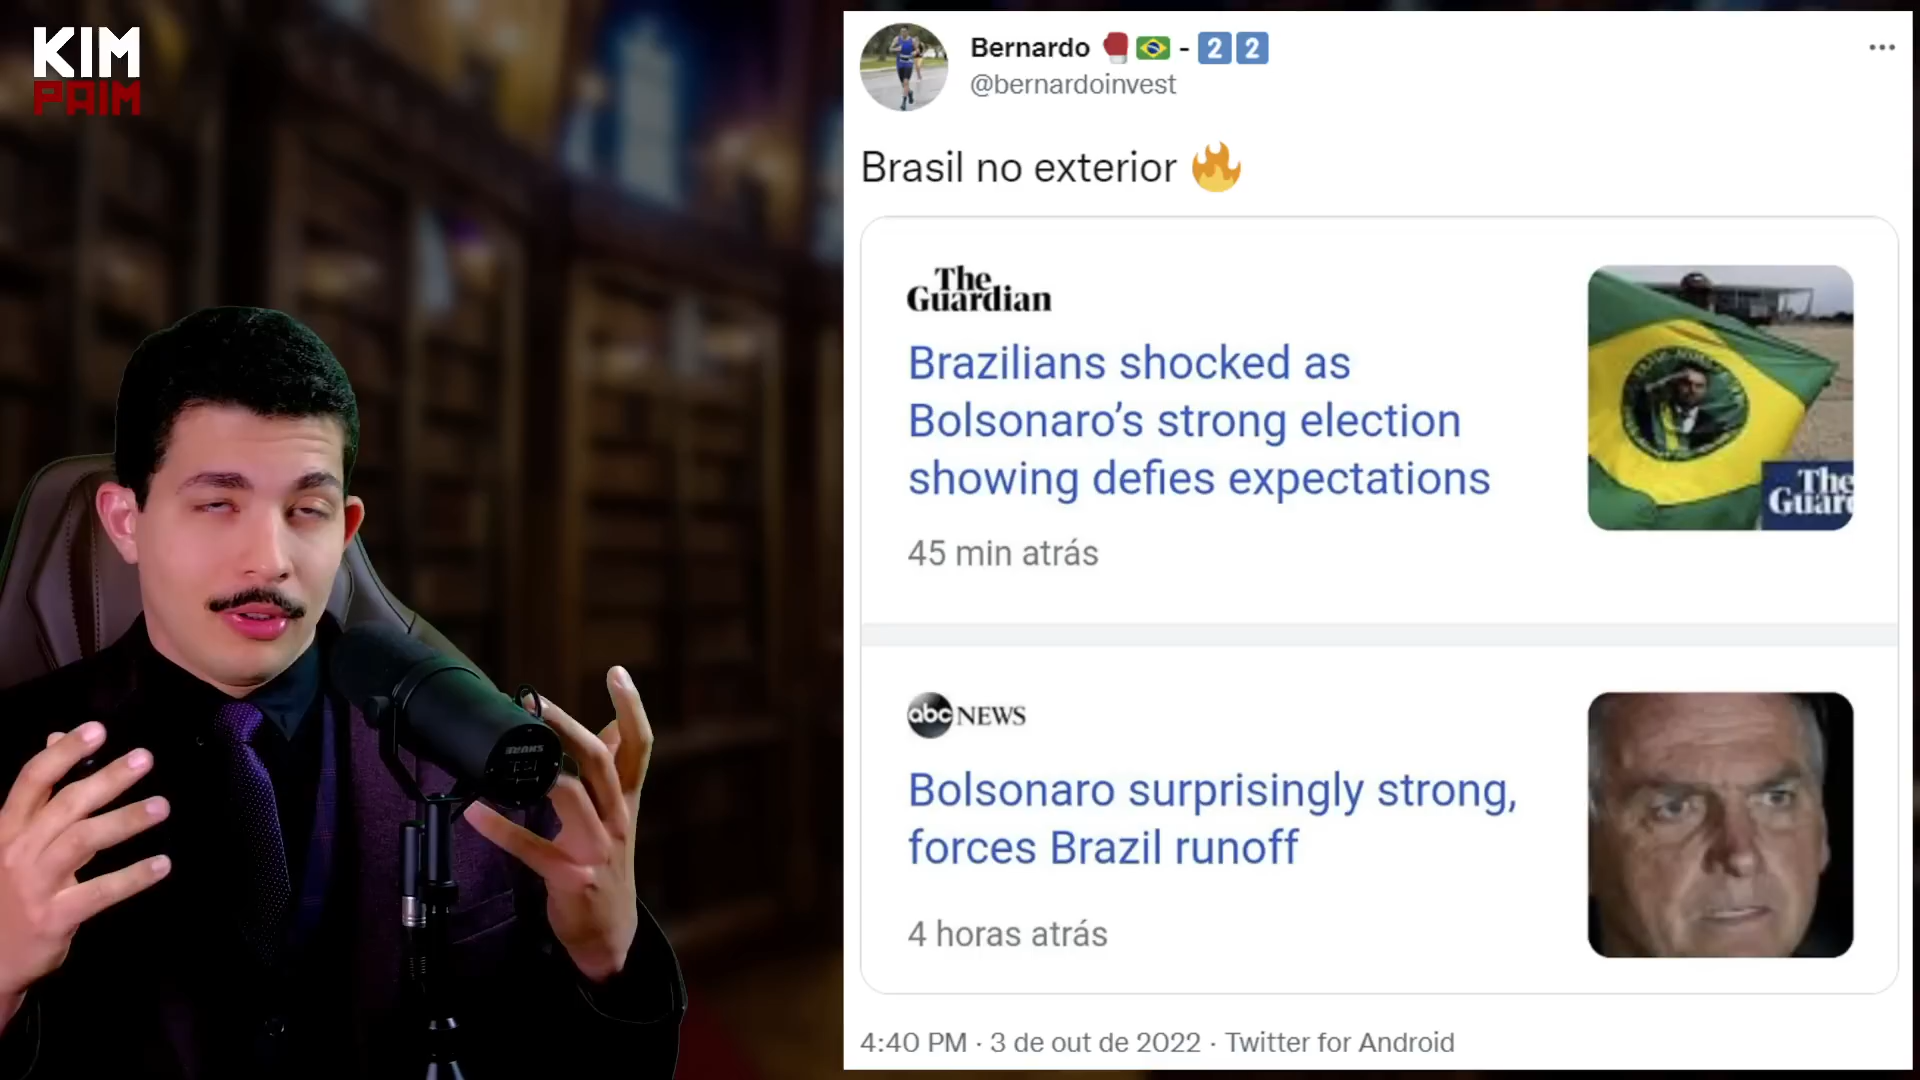 KIM
PAIM
Bernardo 🥊🇧🇷 - 2️⃣2️⃣
@bernardoinvest
Brasil no exterior 🔥
The
Guardian
Brazilians shocked as
Bolsonaro’s strong election
showing defies expectations
45 min atrás
The
Guar
abc NEWS
Bolsonaro surprisingly strong,
forces Brazil runoff
4 horas atrás
4:40 PM · 3 de out de 2022 · Twitter for Android